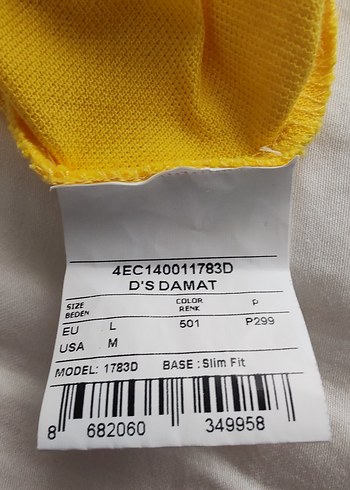 4EC140011783D
D'S DAMAT
SIZE COLOR P
BEDEN RENK
EU L 501 P299
USA M
MODEL: 1783D BASE : Slim Fit
8 682060 349958